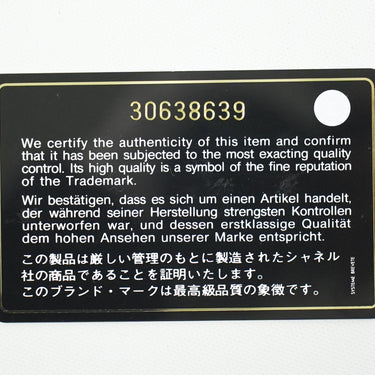 30638639
We certify the authenticity of this item and confirm
that it has been subjected to the most exacting quality
control. Its high quality is a symbol of the fine reputation
of the Trademark.
Wir bestätigen, dass es sich um einen Artikel handelt,
der während seiner Herstellung strengsten Kontrollen
unterworfen war, und dessen erstklassige Qualität
dem hohen Ansehen unserer Marke entspricht.
この製品は厳しい管理のもとに製造されたシャネル
社の商品であることを証明いたします。
このブランド・マークは最高級品質の象徴です。
SYSTEME BREVETE